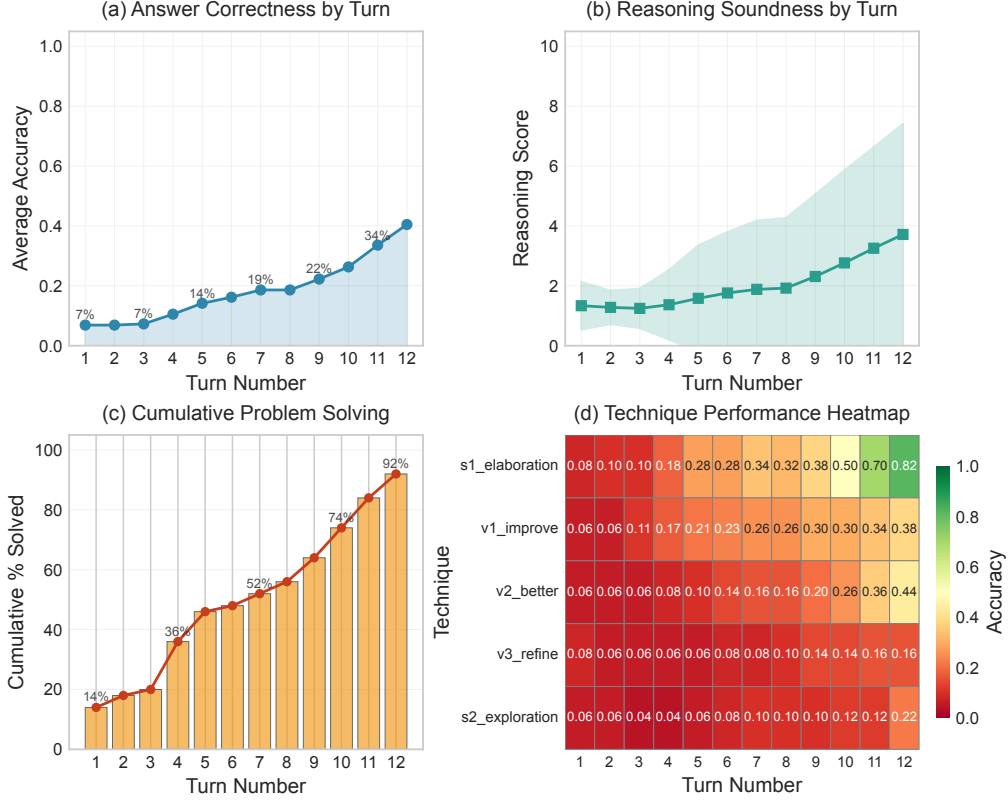 (a) Answer Correctness by Turn
1.0
0.8
0.6
0.4
0.2
0.0
Average Accuracy
7%
7%
14%
19%
22%
34%
1 2 3 4 5 6 7 8 9 10 11 12
Turn Number
(b) Reasoning Soundness by Turn
10
8
6
4
2
0
Reasoning Score
1 2 3 4 5 6 7 8 9 10 11 12
Turn Number
(c) Cumulative Problem Solving
100
80
60
40
20
0
Cumulative % Solved
14%
36%
52%
74%
92%
1 2 3 4 5 6 7 8 9 10 11 12
Turn Number
(d) Technique Performance Heatmap
Technique
s1_elaboration 0.08 0.10 0.10 0.18 0.28 0.28 0.34 0.32 0.38 0.50 0.70 0.82
v1_improve 0.06 0.06 0.11 0.17 0.21 0.23 0.26 0.26 0.30 0.30 0.34 0.38
v2_better 0.06 0.06 0.06 0.08 0.10 0.14 0.16 0.16 0.20 0.26 0.36 0.44
v3_refine 0.08 0.06 0.06 0.06 0.06 0.08 0.08 0.10 0.14 0.14 0.16 0.16
s2_exploration 0.06 0.06 0.04 0.04 0.06 0.08 0.10 0.10 0.10 0.12 0.12 0.22
1 2 3 4 5 6 7 8 9 10 11 12
Turn Number
1.0
0.8
0.6
0.4
0.2
0.0
Accuracy